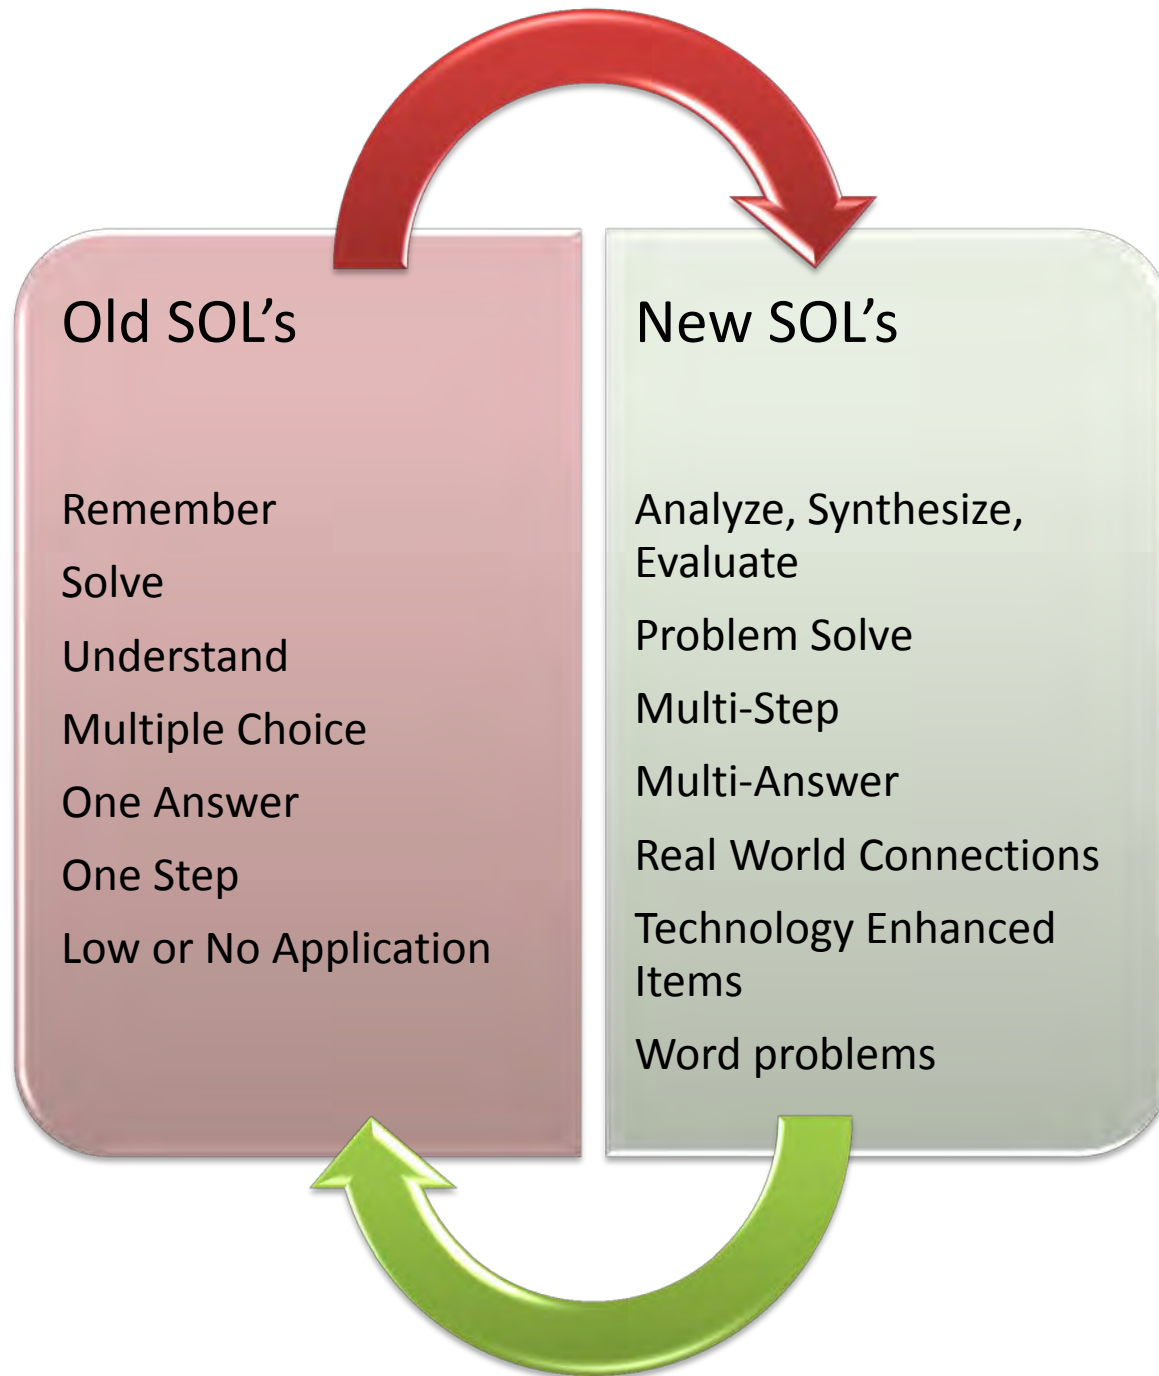 Old SOL’s
Remember
Solve
Understand
Multiple Choice
One Answer
One Step
Low or No Application
New SOL’s
Analyze, Synthesize,
Evaluate
Problem Solve
Multi-Step
Multi-Answer
Real World Connections
Technology Enhanced
Items
Word problems